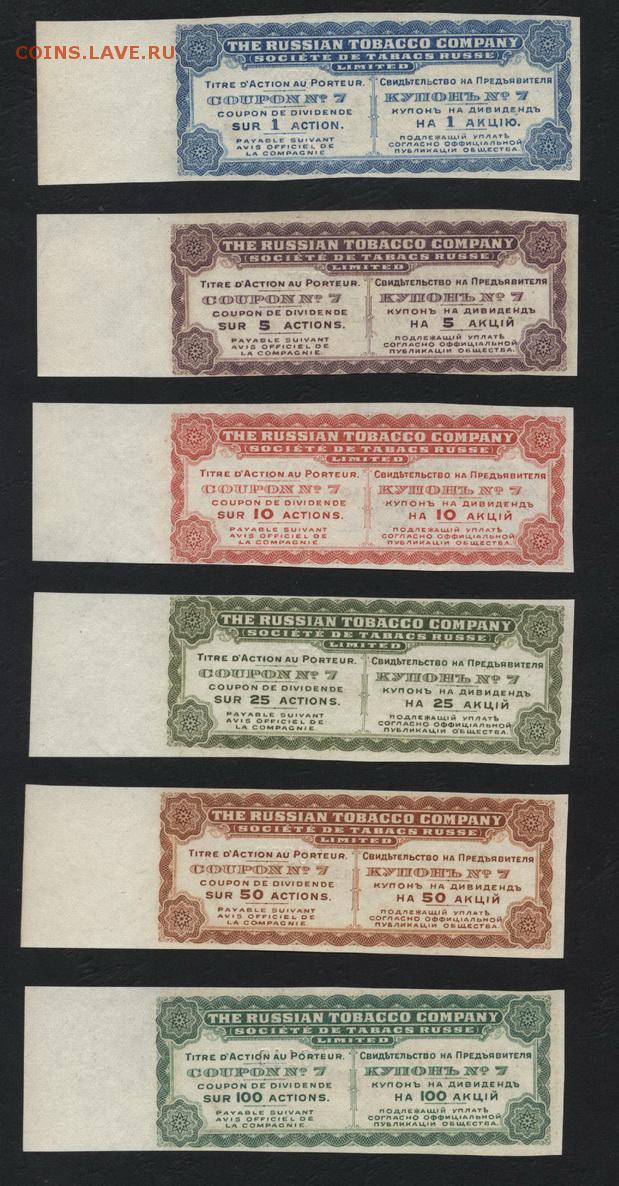 COINS.LAVE.RU
THE RUSSIAN TOBACCO COMPANY
(SOCIÉTÉ DE TABACS RUSSE)
LIMITED
TITRE D'ACTION AU PORTEUR.
COUPON Nº 7
COUPON DE DIVIDENDE
SUR 1 ACTION.
PAYABLE SUIVANT
AVIS OFFICIEL DE
LA COMPAGNIE
СВИДѢТЕЛЬСТВО НА ПРЕДЪЯВИТЕЛЯ
КУПОНЪ № 7
КУПОНЪ НА ДИВИДЕНДЪ
НА 1 АКЦІЮ.
ПОДЛЕЖАЩІЙ УПЛАТѢ
СОГЛАСНО ОФФИЦІАЛЬНОЙ
ПУБЛИКАЦІИ ОБЩЕСТВА.
THE RUSSIAN TOBACCO COMPANY
(SOCIÉTÉ DE TABACS RUSSE)
LIMITED
TITRE D'ACTION AU PORTEUR.
COUPON Nº 7
COUPON DE DIVIDENDE
SUR 5 ACTIONS.
PAYABLE SUIVANT
AVIS OFFICIEL DE
LA COMPAGNIE.
СВИДѢТЕЛЬСТВО НА ПРЕДЪЯВИТЕЛЯ
КУПОНЪ № 7
КУПОНЪ НА ДИВИДЕНДЪ
НА 5 АКЦІЙ
ПОДЛЕЖАЩІЙ УПЛАТѢ
СОГЛАСНО ОФФИЦІАЛЬНОЙ
ПУБЛИКАЦІИ ОБЩЕСТВА.
THE RUSSIAN TOBACCO COMPANY
(SOCIÉTÉ DE TABACS RUSSE)
LIMITED
TITRE D'ACTION AU PORTEUR.
COUPON Nº 7
COUPON DE DIVIDENDE
SUR 10 ACTIONS.
PAYABLE SUIVANT
AVIS OFFICIEL DE
LA COMPAGNIE.
СВИДѢТЕЛЬСТВО НА ПРЕДЪЯВИТЕЛЯ
КУПОНЪ № 7
КУПОНЪ НА ДИВИДЕНДЪ
НА 10 АКЦІЙ
ПОДЛЕЖАЩІЙ УПЛАТѢ
СОГЛАСНО ОФФИЦІАЛЬНОЙ
ПУБЛИКАЦІИ ОБЩЕСТВА.
THE RUSSIAN TOBACCO COMPANY
(SOCIÉTÉ DE TABACS RUSSE)
LIMITED
TITRE D'ACTION AU PORTEUR.
COUPON Nº 7
COUPON DE DIVIDENDE
SUR 25 ACTIONS.
PAYABLE SUIVANT
AVIS OFFICIEL DE
LA COMPAGNIE.
СВИДѢТЕЛЬСТВО НА ПРЕДЪЯВИТЕЛЯ
КУПОНЪ № 7
КУПОНЪ НА ДИВИДЕНДЪ
НА 25 АКЦІЙ
ПОДЛЕЖАЩІЙ УПЛАТѢ
СОГЛАСНО ОФФИЦІАЛЬНОЙ
ПУБЛИКАЦІИ ОБЩЕСТВА.
THE RUSSIAN TOBACCO COMPANY
(SOCIÉTÉ DE TABACS RUSSE)
LIMITED
TITRE D'ACTION AU PORTEUR.
COUPON Nº 7
COUPON DE DIVIDENDE
SUR 50 ACTIONS.
PAYABLE SUIVANT
AVIS OFFICIEL DE
LA COMPAGNIE.
СВИДѢТЕЛЬСТВО НА ПРЕДЪЯВИТЕЛЯ
КУПОНЪ № 7
КУПОНЪ НА ДИВИДЕНДЪ
НА 50 АКЦІЙ
ПОДЛЕЖАЩІЙ УПЛАТѢ
СОГЛАСНО ОФФИЦІАЛЬНОЙ
ПУБЛИКАЦІИ ОБЩЕСТВА.
THE RUSSIAN TOBACCO COMPANY
(SOCIÉTÉ DE TABACS RUSSE)
LIMITED
TITRE D'ACTION AU PORTEUR.
COUPON Nº 7
COUPON DE DIVIDENDE
SUR 100 ACTIONS.
PAYABLE SUIVANT
AVIS OFFICIEL DE
LA COMPAGNIE.
СВИДѢТЕЛЬСТВО НА ПРЕДЪЯВИТЕЛЯ
КУПОНЪ № 7
КУПОНЪ НА ДИВИДЕНДЪ
НА 100 АКЦІЙ
ПОДЛЕЖАЩІЙ УПЛАТѢ
СОГЛАСНО ОФФИЦІАЛЬНОЙ
ПУБЛИКАЦІИ ОБЩЕСТВА.